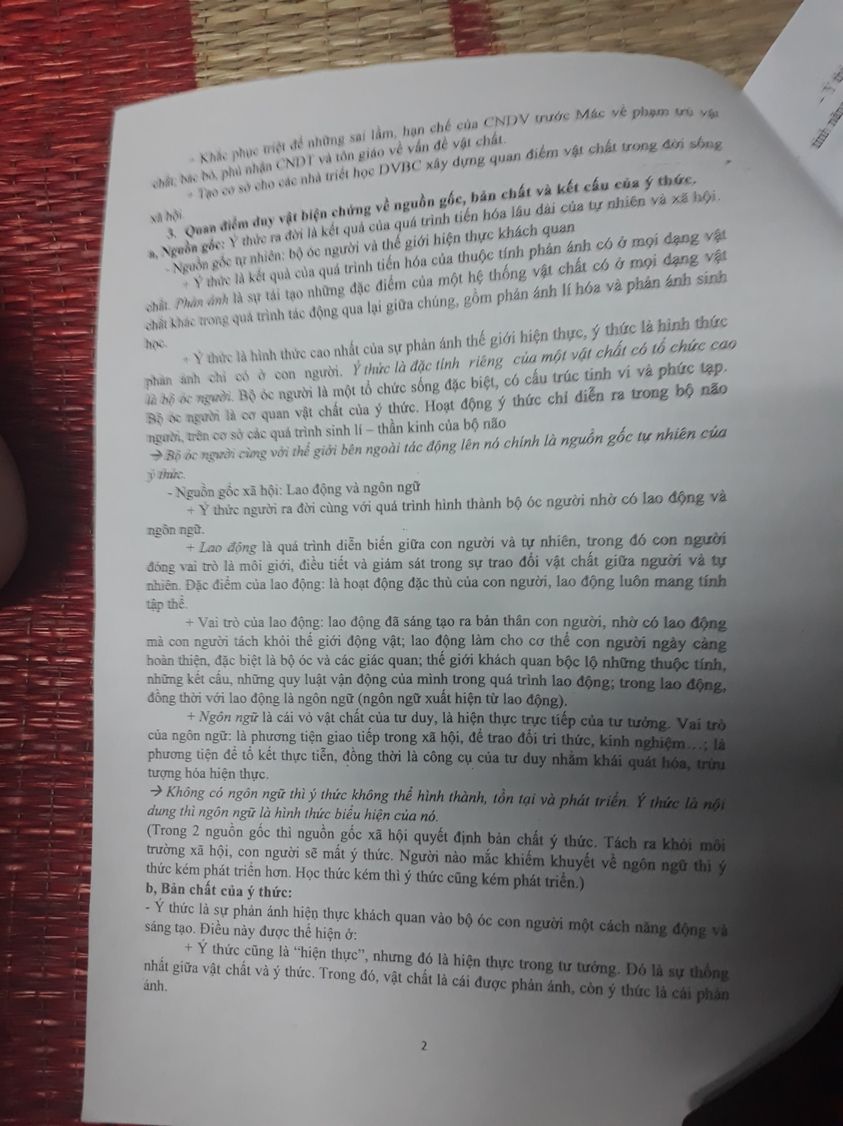 + Khắc phục triệt để những sai lầm, hạn chế của CNDV trước Mác về phạm trù vật
chất, bác bỏ, phủ nhận CNDT và tôn giáo về vấn đề vật chất.
+ Tạo cơ sở cho các nhà triết học DVBC xây dựng quan điểm vật chất trong đời sống
xã hội.
3. Quan điểm duy vật biện chứng về nguồn gốc, bản chất và kết cấu của ý thức.
a, Nguồn gốc: Ý thức ra đời là kết quả của quá trình tiến hóa lâu dài của tự nhiên và xã hội.
- Nguồn gốc tự nhiên: bộ óc người và thế giới hiện thực khách quan
+ Ý thức là kết quả của quá trình tiến hóa của thuộc tính phản ánh có ở mọi dạng vật
chất. Phản ánh là sự tái tạo những đặc điểm của một hệ thống vật chất có ở mọi dạng vật
chất khác trong quá trình tác động qua lại giữa chúng, gồm phản ánh lí hóa và phản ánh sinh
học.
+ Ý thức là hình thức cao nhất của sự phản ánh thế giới hiện thực, ý thức là hình thức
phản ánh chỉ có ở con người. Ý thức là đặc tính riêng của một vật chất có tổ chức cao
là bộ óc người. Bộ óc người là một tổ chức sống đặc biệt, có cấu trúc tinh vi và phức tạp.
Bộ óc người là cơ quan vật chất của ý thức. Hoạt động ý thức chỉ diễn ra trong bộ não
người, trên cơ sở các quá trình sinh lí – thần kinh của bộ não
→ Bộ óc người cùng với thế giới bên ngoài tác động lên nó chính là nguồn gốc tự nhiên của
ý thức.
- Nguồn gốc xã hội: Lao động và ngôn ngữ
+ Ý thức người ra đời cùng với quá trình hình thành bộ óc người nhờ có lao động và
ngôn ngữ.
+ Lao động là quá trình diễn biến giữa con người và tự nhiên, trong đó con người
đóng vai trò là môi giới, điều tiết và giám sát trong sự trao đổi vật chất giữa người và tự
nhiên. Đặc điểm của lao động: là hoạt động đặc thù của con người, lao động luôn mang tính
tập thể.
+ Vai trò của lao động: lao động đã sáng tạo ra bản thân con người, nhờ có lao động
mà con người tách khỏi thế giới động vật; lao động làm cho cơ thể con người ngày càng
hoàn thiện, đặc biệt là bộ óc và các giác quan; thế giới khách quan bộc lộ những thuộc tính,
những kết cấu, những quy luật vận động của mình trong quá trình lao động; trong lao động,
đồng thời với lao động là ngôn ngữ (ngôn ngữ xuất hiện từ lao động).
+ Ngôn ngữ là cái vỏ vật chất của tư duy, là hiện thực trực tiếp của tư tưởng. Vai trò
của ngôn ngữ: là phương tiện giao tiếp trong xã hội, để trao đổi tri thức, kinh nghiệm…; là
phương tiện để tổ kết thực tiễn, đồng thời là công cụ của tư duy nhằm khái quát hóa, trừu
tượng hóa hiện thực.
→ Không có ngôn ngữ thì ý thức không thể hình thành, tồn tại và phát triển. Ý thức là nội
dung thì ngôn ngữ là hình thức biểu hiện của nó.
(Trong 2 nguồn gốc thì nguồn gốc xã hội quyết định bản chất ý thức. Tách ra khỏi môi
trường xã hội, con người sẽ mất ý thức. Người nào mắc khiếm khuyết về ngôn ngữ thì ý
thức kém phát triển hơn. Học thức kém thì ý thức cũng kém phát triển.)
b, Bản chất của ý thức:
- Ý thức là sự phản ánh hiện thực khách quan vào bộ óc con người một cách năng động và
sáng tạo. Điều này được thể hiện ở:
+ Ý thức cũng là “hiện thực”, nhưng đó là hiện thực trong tư tưởng. Đó là sự thống
nhất giữa vật chất và ý thức. Trong đó, vật chất là cái được phản ánh, còn ý thức là cái phản
ánh.
2